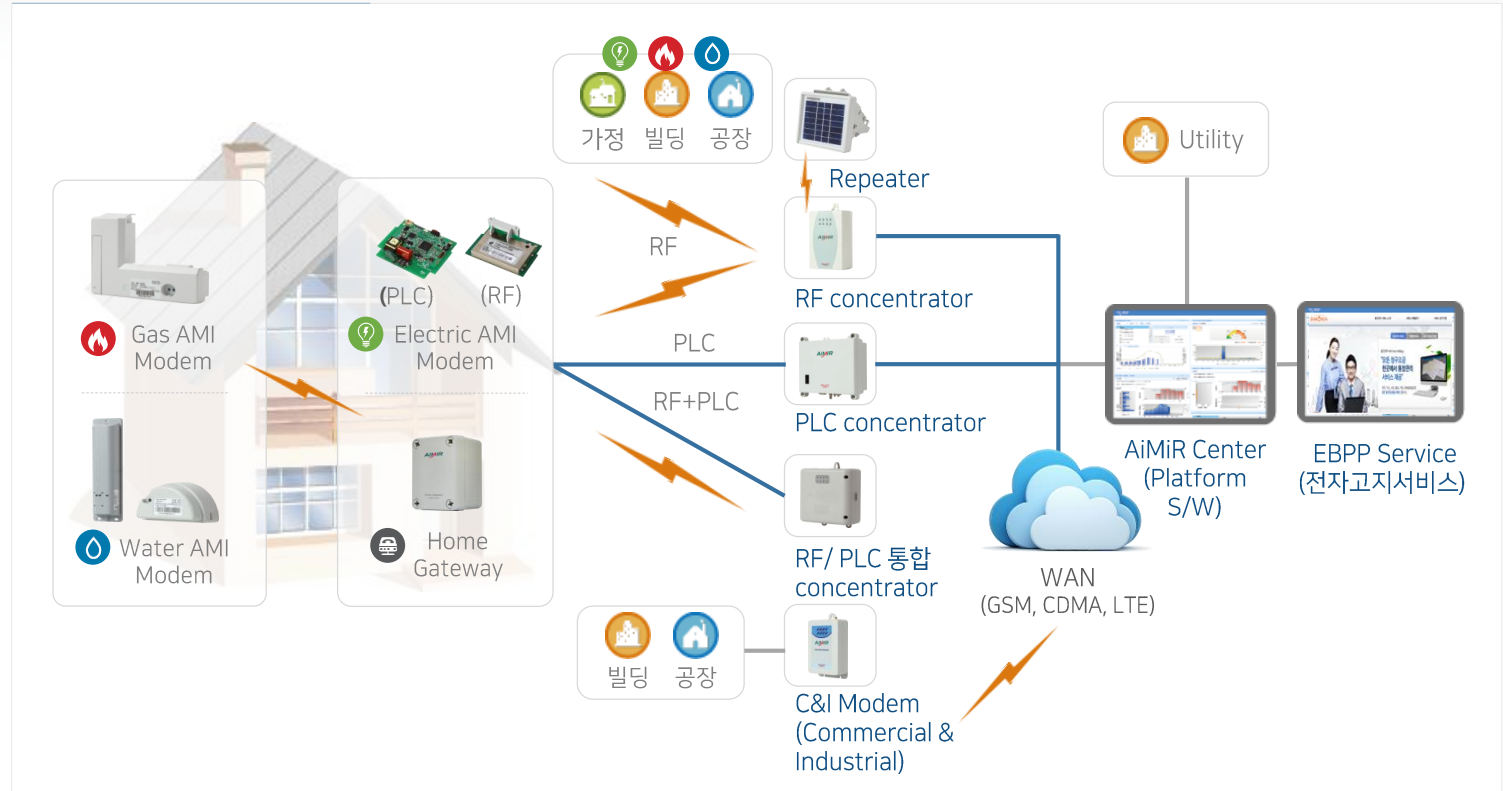 가정 빌딩 공장
Repeater
Utility
RF
(PLC) (RF)
RF concentrator
Gas AMI
Modem
Electric AMI
Modem
PLC
AiMiR
RF+PLC
PLC concentrator
AiMiR
AiMiR Center
(Platform
S/W)
EBPP Service
(전자고지서비스)
Water AMI
Modem
Home
Gateway
RF/ PLC 통합
concentrator
WAN
(GSM, CDMA, LTE)
빌딩 공장
C&I Modem
(Commercial &
Industrial)